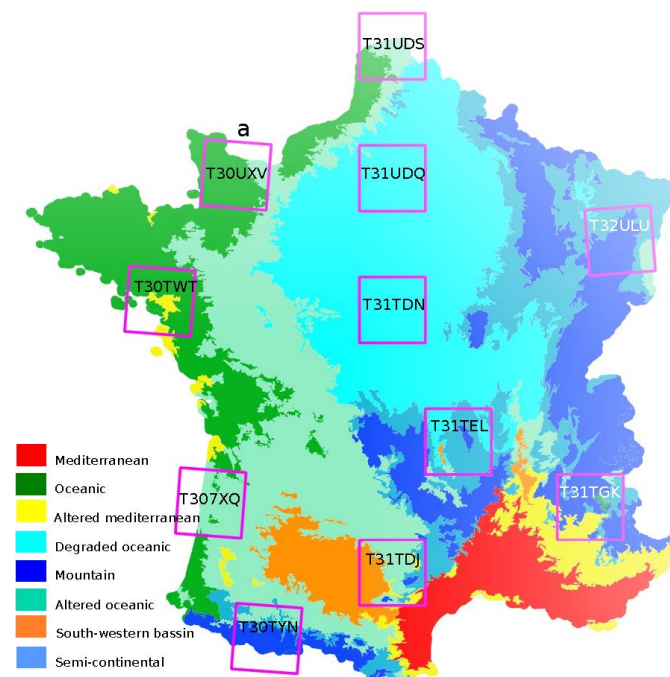 T31UDS
a
T30UXV
T31UDQ
T32ULU
T30TWT
T31TDN
T31TEL
T307XQ
T31TGK
T31TDJ
T30TYN
Mediterranean
Oceanic
Altered mediterranean
Degraded oceanic
Mountain
Altered oceanic
South-western bassin
Semi-continental